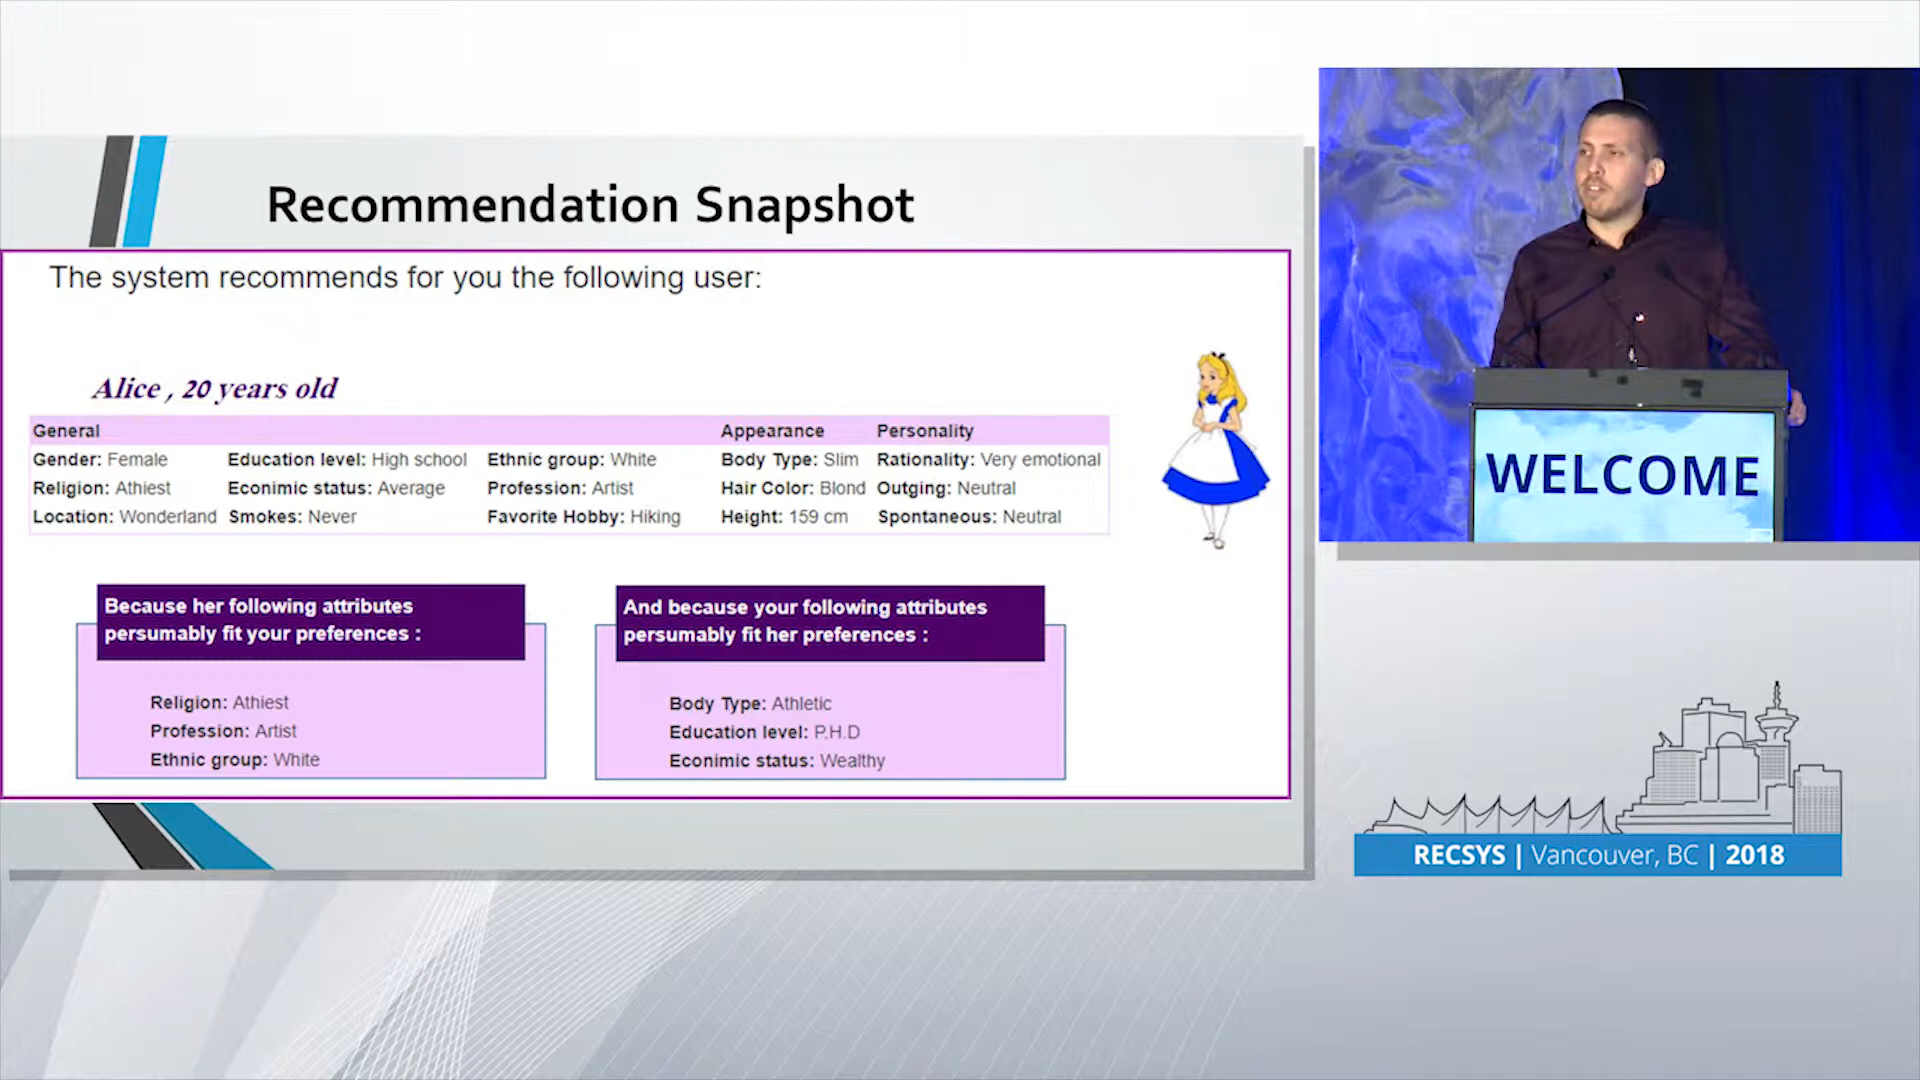 Recommendation Snapshot
The system recommends for you the following user:
Alice , 20 years old
General Appearance Personality
Gender: Female Education level: High school Ethnic group: White Body Type: Slim Rationality: Very emotional
Religion: Athiest Econimic status: Average Profession: Artist Hair Color: Blond Outging: Neutral
Location: Wonderland Smokes: Never Favorite Hobby: Hiking Height: 159 cm Spontaneous: Neutral
Because her following attributes
persumably fit your preferences :
Religion: Athiest
Profession: Artist
Ethnic group: White
And because your following attributes
persumably fit her preferences :
Body Type: Athletic
Education level: P.H.D
Econimic status: Wealthy
WELCOME
RECSYS | Vancouver, BC | 2018